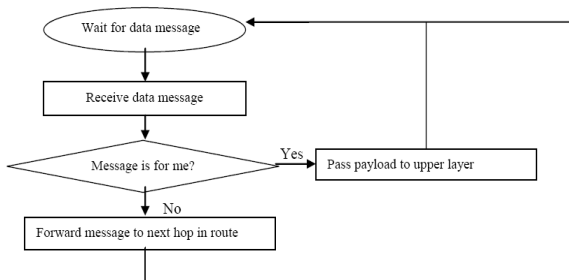 Wait for data message
Receive data message
Message is for me?
Yes
Pass payload to upper layer
No
Forward message to next hop in route